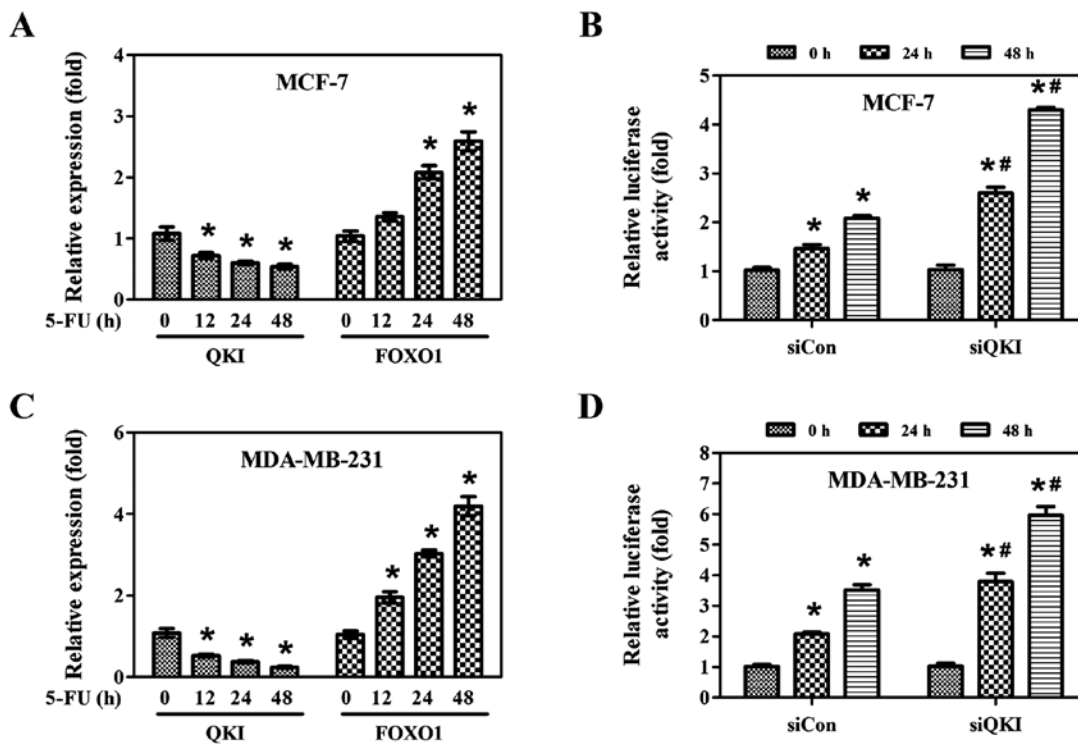 A
Relative expression (fold)
4
3
2
1
0
MCF-7
* * *
* *
5-FU (h) 0 12 24 48 0 12 24 48
QKI FOXO1
B
0 h 24 h 48 h
Relative luciferase
activity (fold)
5
4
3
2
1
0
MCF-7
* *
*# *#
siCon siQKI
C
Relative expression (fold)
6
4
2
0
MDA-MB-231
* * *
* * *
5-FU (h) 0 12 24 48 0 12 24 48
QKI FOXO1
D
0 h 24 h 48 h
Relative luciferase
activity (fold)
8
7
6
5
4
3
2
1
0
MDA-MB-231
* *
*# *#
siCon siQKI